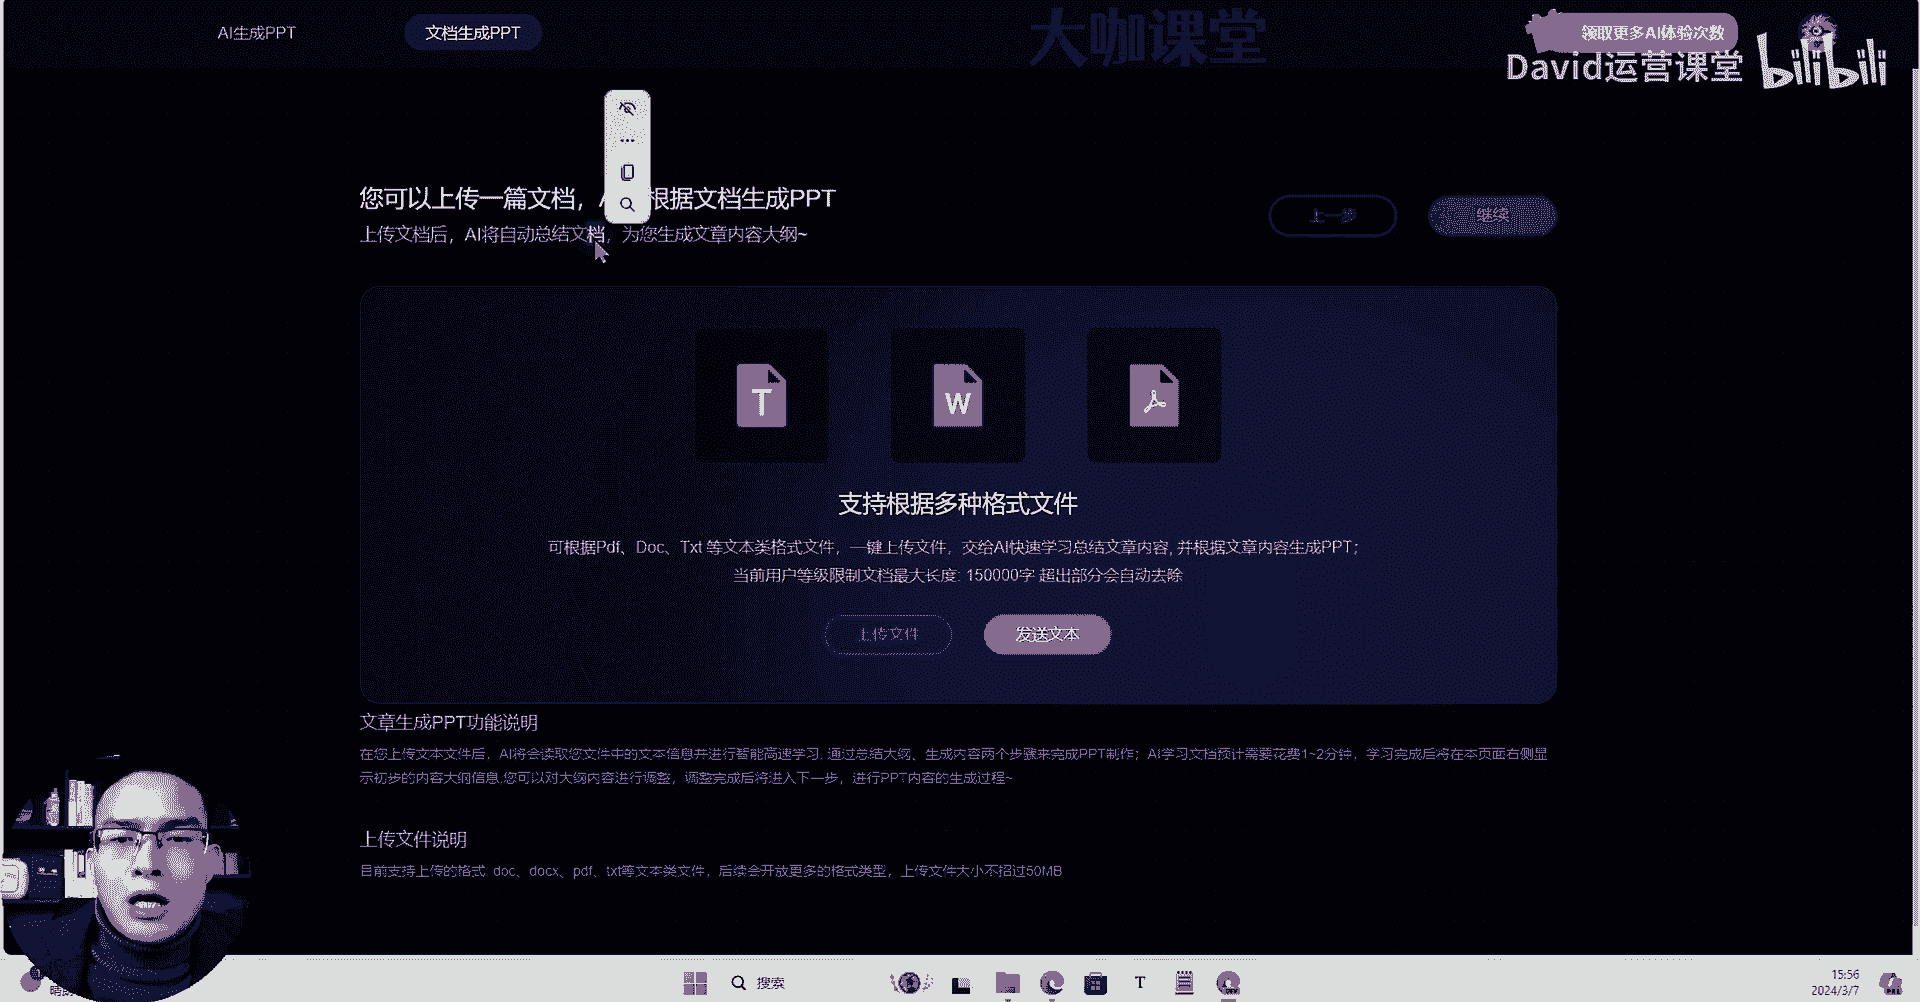 AI生成PPT
文档生成PPT
大咖课堂
领取更多AI体验次数
David运营课堂
bilibili
您可以上传一篇文档，A 根据文档生成PPT
上传文档后，AI将自动总结文档，为您生成文章内容大纲~
上一步
继续
T
W
支持根据多种格式文件
可根据Pdf、Doc、Txt 等文本类格式文件，一键上传文件，交给AI快速学习总结文章内容, 并根据文章内容生成PPT；
当前用户等级限制文档最大长度: 150000字 超出部分会自动去除
上传文件
发送文本
文章生成PPT功能说明
在您上传文本文件后，AI将会读取您文件中的文本信息并进行智能高速学习, 通过总结大纲、生成内容两个步骤来完成PPT制作；AI学习文档预计需要花费1~2分钟，学习完成后将在本页面右侧显
示初步的内容大纲信息,您可以对大纲内容进行调整，调整完成后将进入下一步，进行PPT内容的生成过程~
上传文件说明
目前支持上传的格式: doc、docx、pdf、txt等文本类文件，后续会开放更多的格式类型，上传文件大小不超过50MB
搜索
T
15:56
2024/3/7